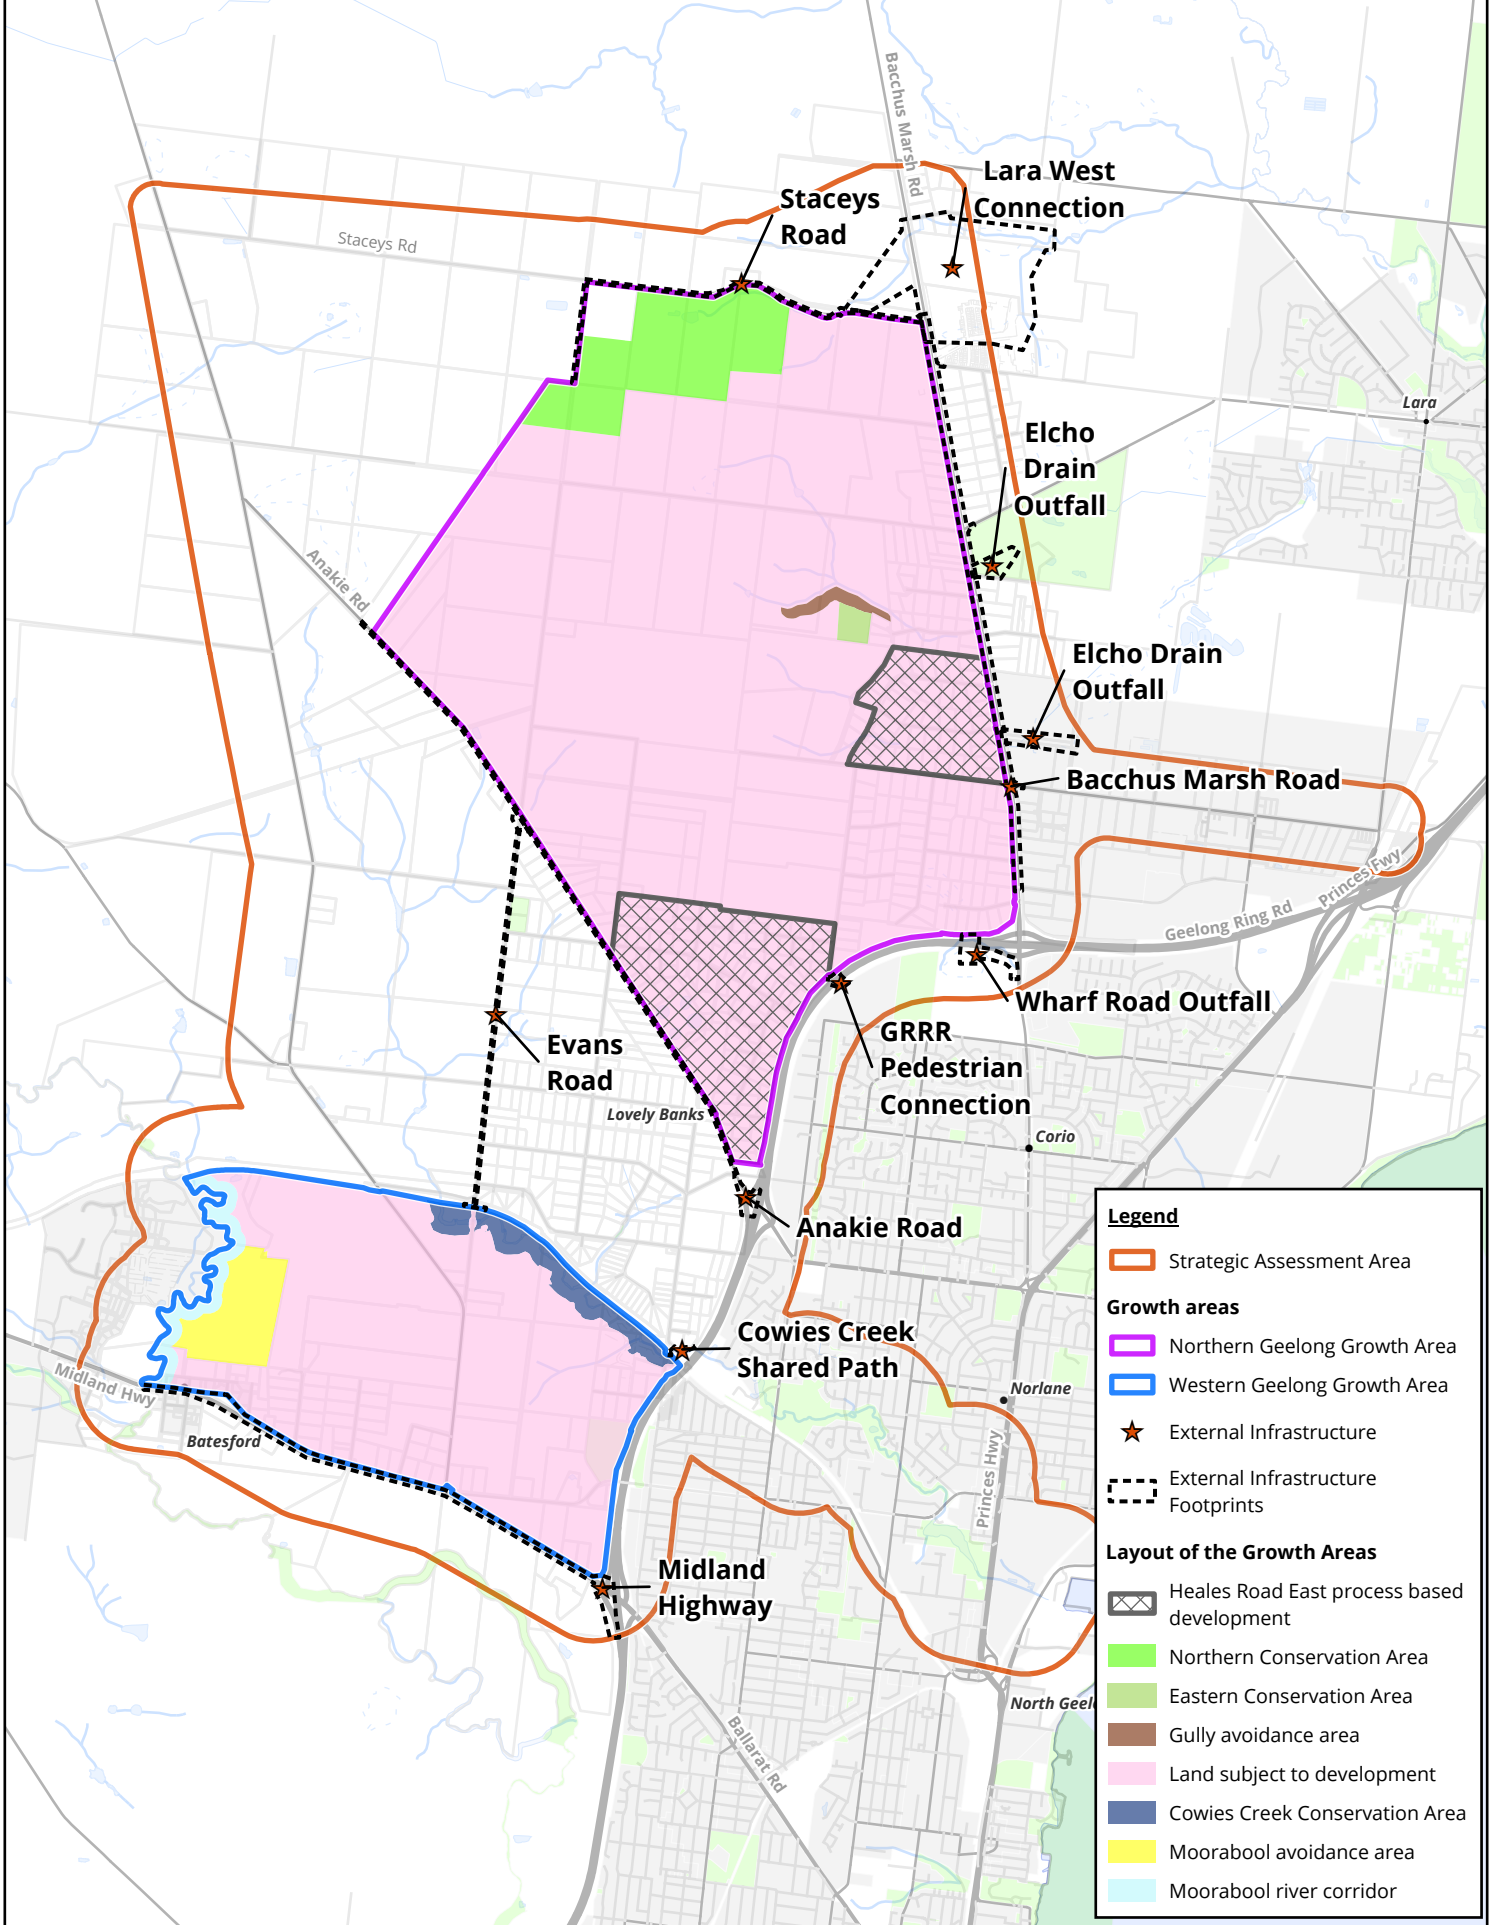 Bacchus Marsh Rd
Lara West
Connection
Staceys
Road
Staceys Rd
Lara
Elcho
Drain
Outfall
Anakie Rd
Elcho Drain
Outfall
Bacchus Marsh Road
Princes Fwy
Geelong Ring Rd
Wharf Road Outfall
GRRR
Pedestrian
Connection
Evans
Road
Lovely Banks
Corio
Anakie Road
Cowies Creek
Shared Path
Midland Hwy
Norlane
Batesford
Princes Hwy
Midland
Highway
North Geel
Ballarat Rd
Legend
Strategic Assessment Area
Growth areas
Northern Geelong Growth Area
Western Geelong Growth Area
External Infrastructure
External Infrastructure
Footprints
Layout of the Growth Areas
Heales Road East process based
development
Northern Conservation Area
Eastern Conservation Area
Gully avoidance area
Land subject to development
Cowies Creek Conservation Area
Moorabool avoidance area
Moorabool river corridor